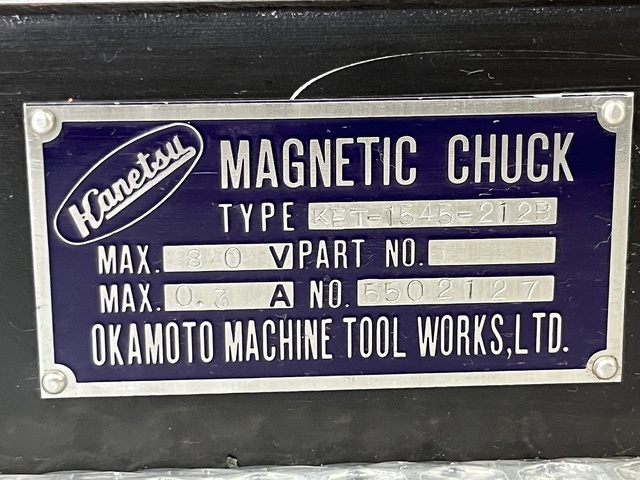 Kanetsu
MAGNETIC CHUCK
TYPE KET-1545-212B
MAX. 80 V PART NO.
MAX. 0.3 A NO. 5502127
OKAMOTO MACHINE TOOL WORKS,LTD.